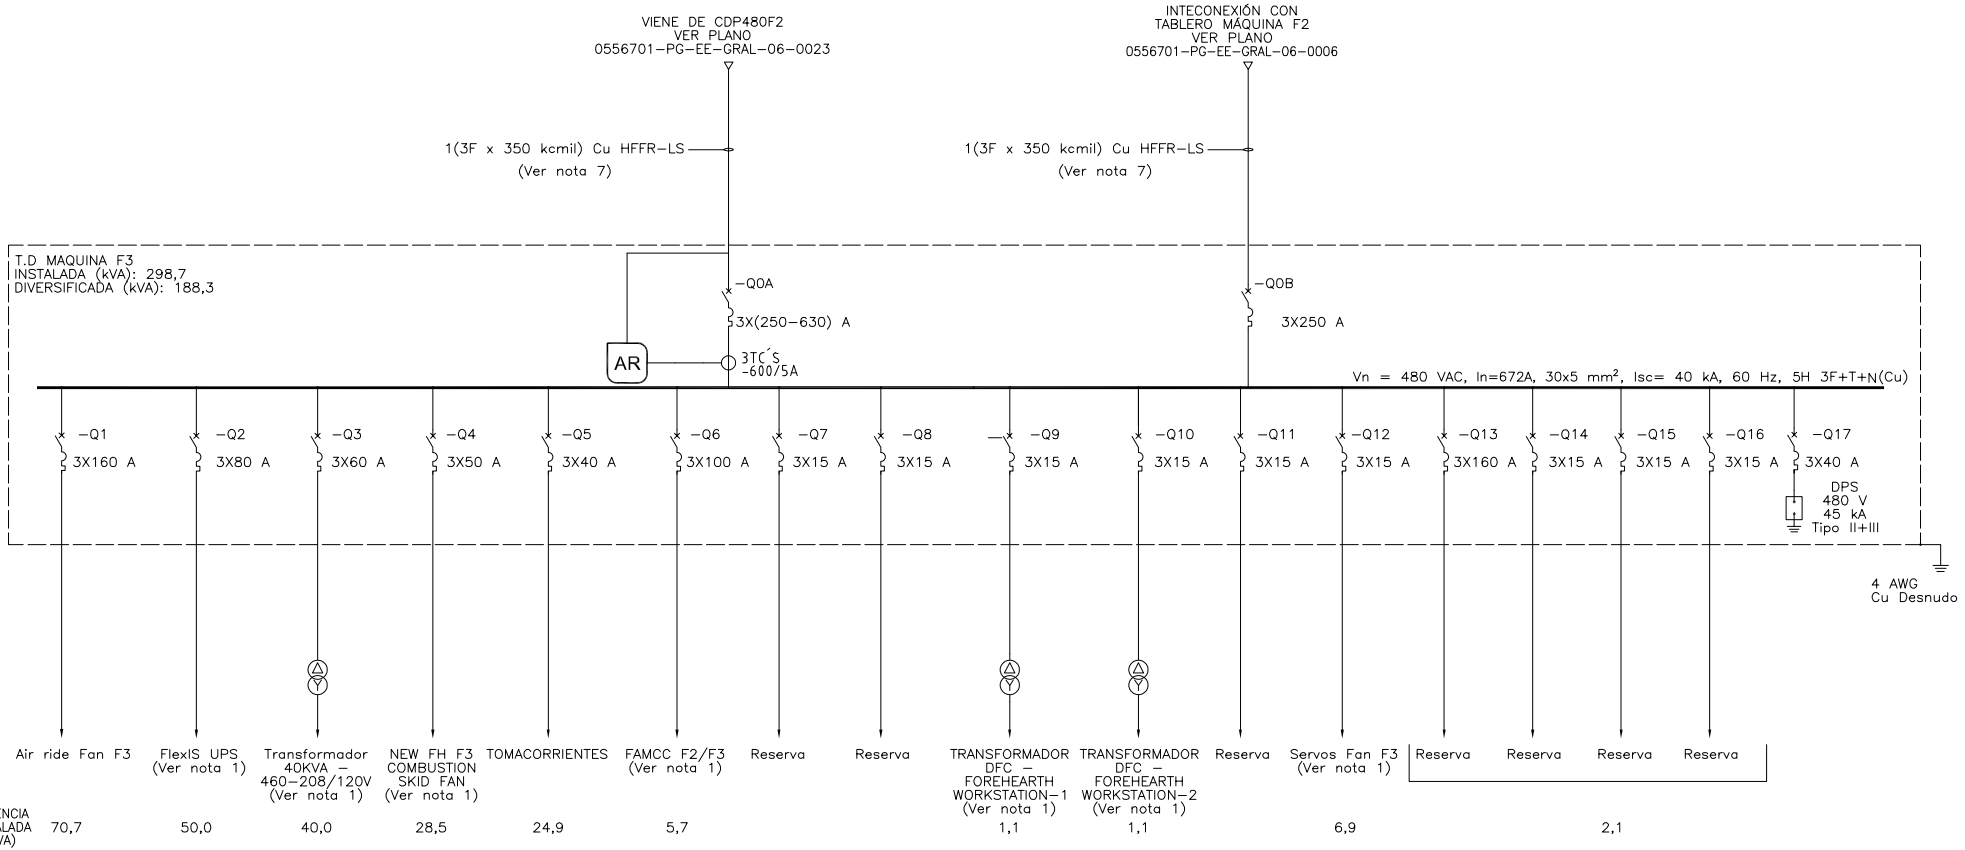 VIENE DE CDP480F2
VER PLANO
0556701-PG-EE-GRAL-06-0023
INTECONEXIÓN CON
TABLERO MÁQUINA F2
VER PLANO
0556701-PG-EE-GRAL-06-0006
1(3F x 350 kcmil) Cu HFFR-LS
(Ver nota 7)
1(3F x 350 kcmil) Cu HFFR-LS
(Ver nota 7)
T.D MAQUINA F3
INSTALADA (kVA): 298,7
DIVERSIFICADA (kVA): 188,3
-Q0A
3X(250-630) A
-Q0B
3X250 A
AR
3TC´S
-600/5A
Vn = 480 VAC, In=672A, 30x5 mm², Isc= 40 kA, 60 Hz, 5H 3F+T+N(Cu)
-Q1
3X160 A
-Q2
3X80 A
-Q3
3X60 A
-Q4
3X50 A
-Q5
3X40 A
-Q6
3X100 A
-Q7
3X15 A
-Q8
3X15 A
-Q9
3X15 A
-Q10
3X15 A
-Q11
3X15 A
-Q12
3X15 A
-Q13
3X160 A
-Q14
3X15 A
-Q15
3X15 A
-Q16
3X15 A
-Q17
3X40 A
DPS
480 V
45 kA
Tipo II+III
4 AWG
Cu Desnudo
Air ride Fan F3
FlexIS UPS
(Ver nota 1)
Transformador
40KVA -
460-208/120V
(Ver nota 1)
NEW FH F3
COMBUSTION
SKID FAN
(Ver nota 1)
TOMACORRIENTES
FAMCC F2/F3
(Ver nota 1)
Reserva
Reserva
TRANSFORMADOR
DFC -
FOREHEARTH
WORKSTATION-1
(Ver nota 1)
TRANSFORMADOR
DFC -
FOREHEARTH
WORKSTATION-2
(Ver nota 1)
Reserva
Servos Fan F3
(Ver nota 1)
Reserva
Reserva
Reserva
Reserva
ENCIA
ALADA
VA)
70,7
50,0
40,0
28,5
24,9
5,7
1,1
1,1
6,9
2,1